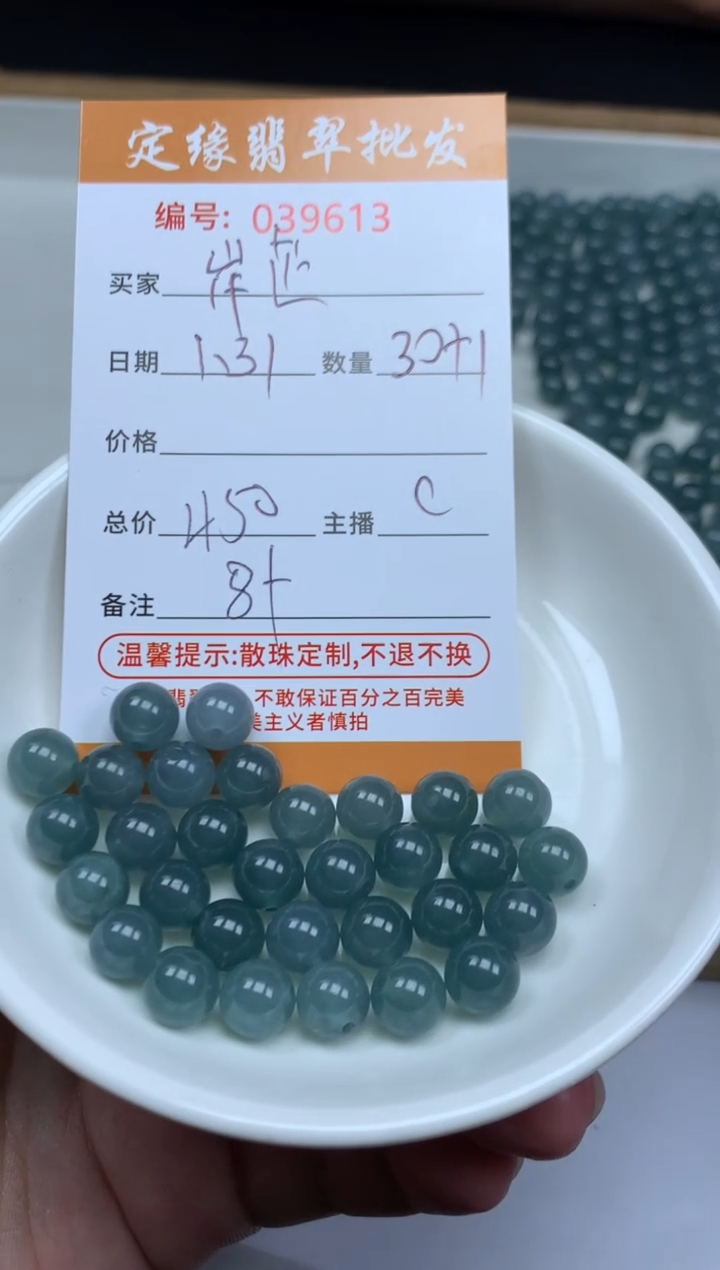 定缘翡翠批发
编号: 039613
买家
日期 1.31 数量 30+1
价格
总价 450 主播 C
备注 8+
温馨提示:散珠定制,不退不换
翡 不敢保证百分之百完美
美主义者慎拍